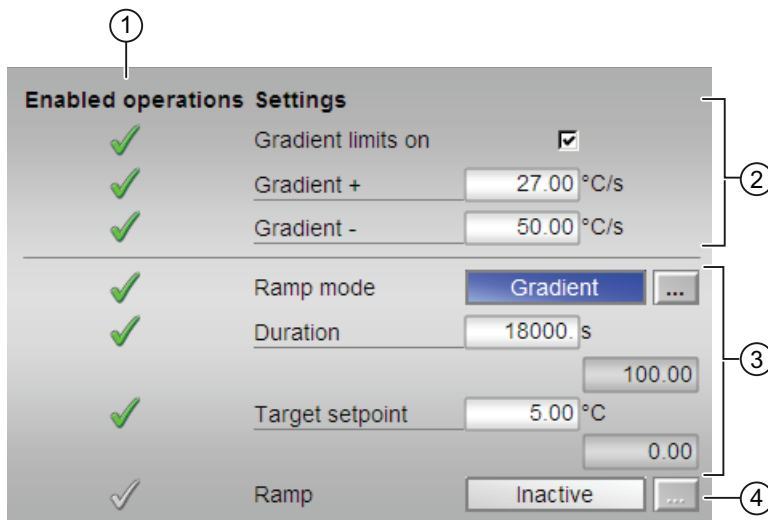 1
Enabled operations Settings
Gradient limits on
Gradient + 27.00 °C/s
Gradient - 50.00 °C/s
2
Ramp mode Gradient ...
Duration 18000. s
3
100.00
Target setpoint 5.00 °C
0.00
Ramp Inactive ...
4